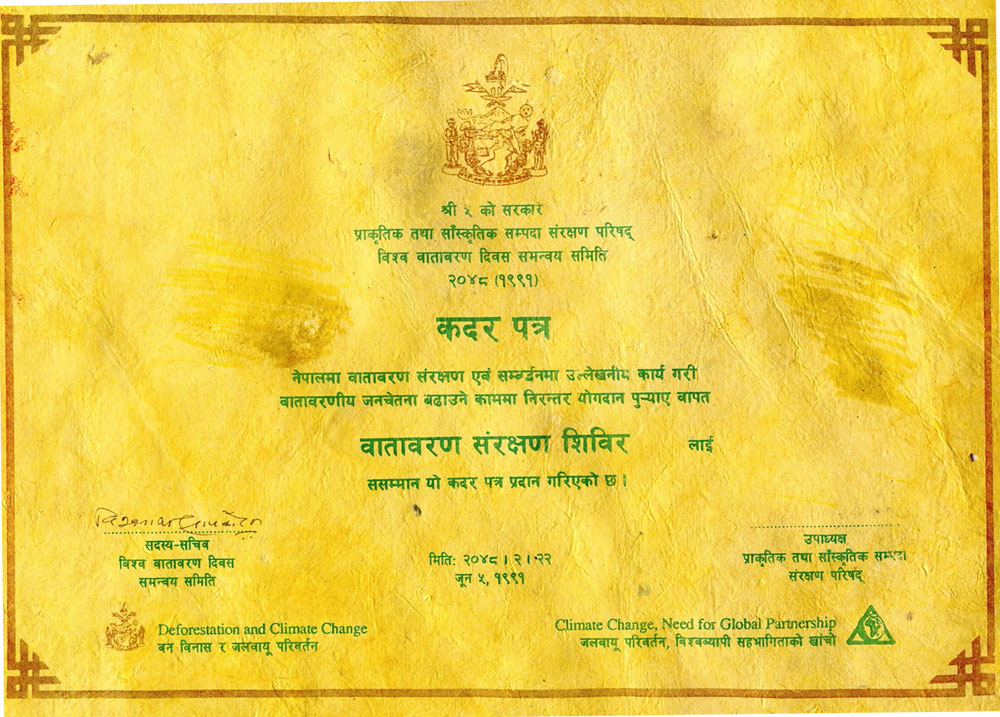 श्री ५ को सरकार
प्राकृतिक तथा साँस्कृतिक सम्पदा संरक्षण परिषद्
विश्व वातावरण दिवस समन्वय समिति
२०४८ (१९९१)
कदर पत्र
नेपालमा वातावरण संरक्षण एवं सम्बर्द्धनमा उल्लेखनीय कार्य गरी
वातावरणीय जनचेतना बढाउने काममा निरन्तर योगदान पुऱ्याए वापत
वातावरण संरक्षण शिविर लाई
ससम्मान यो कदर पत्र प्रदान गरिएको छ।
सदस्य-सचिव
विश्व वातावरण दिवस
समन्वय समिति
मितिः २०४८।२।२२
जून ५, १९९१
उपाध्यक्ष
प्राकृतिक तथा साँस्कृतिक सम्पदा
संरक्षण परिषद्
Deforestation and Climate Change
वन विनास र जलवायू परिवर्तन
Climate Change, Need for Global Partnership
जलवायू परिवर्तन, विश्वव्यापी सहभागिताको खाँचो